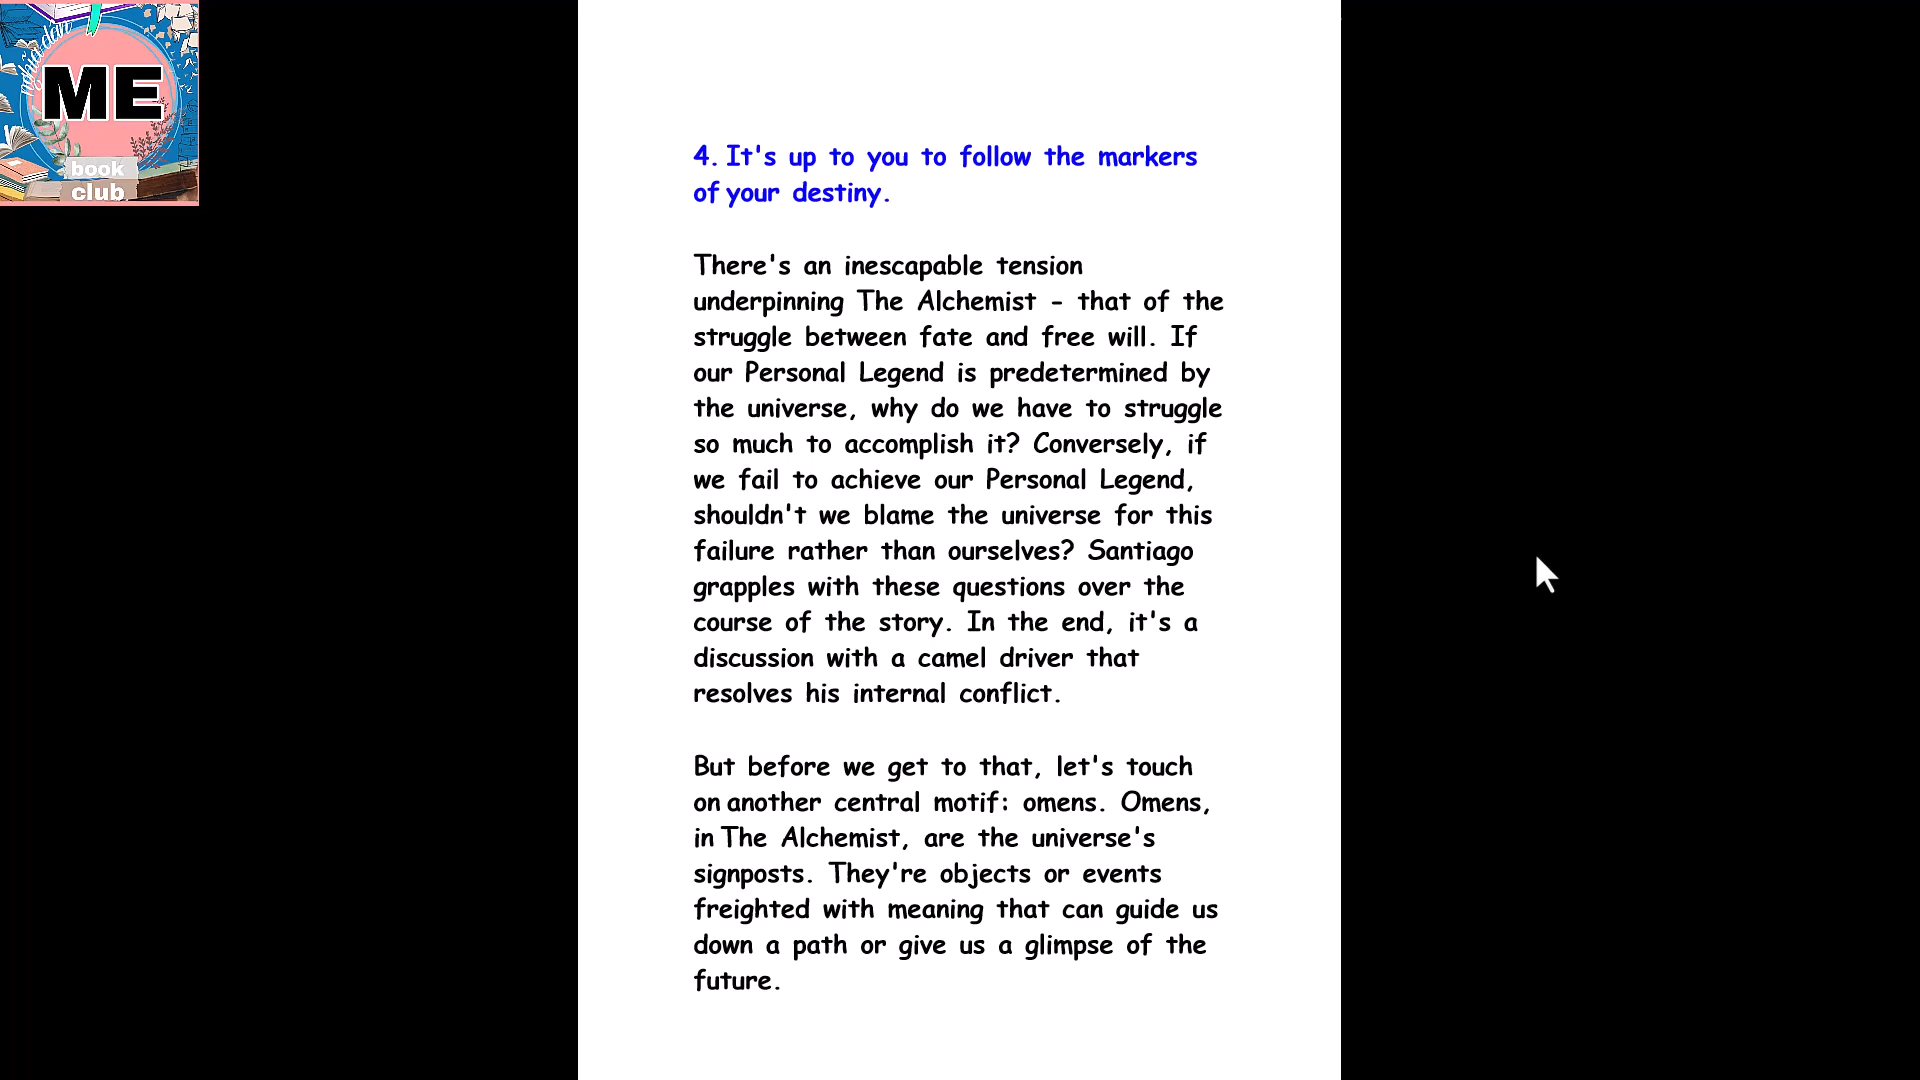 ME
book
club
4. It's up to you to follow the markers
of your destiny.
There's an inescapable tension
underpinning The Alchemist - that of the
struggle between fate and free will. If
our Personal Legend is predetermined by
the universe, why do we have to struggle
so much to accomplish it? Conversely, if
we fail to achieve our Personal Legend,
shouldn't we blame the universe for this
failure rather than ourselves? Santiago
grapples with these questions over the
course of the story. In the end, it's a
discussion with a camel driver that
resolves his internal conflict.
But before we get to that, let's touch
on another central motif: omens. Omens,
in The Alchemist, are the universe's
signposts. They're objects or events
freighted with meaning that can guide us
down a path or give us a glimpse of the
future.